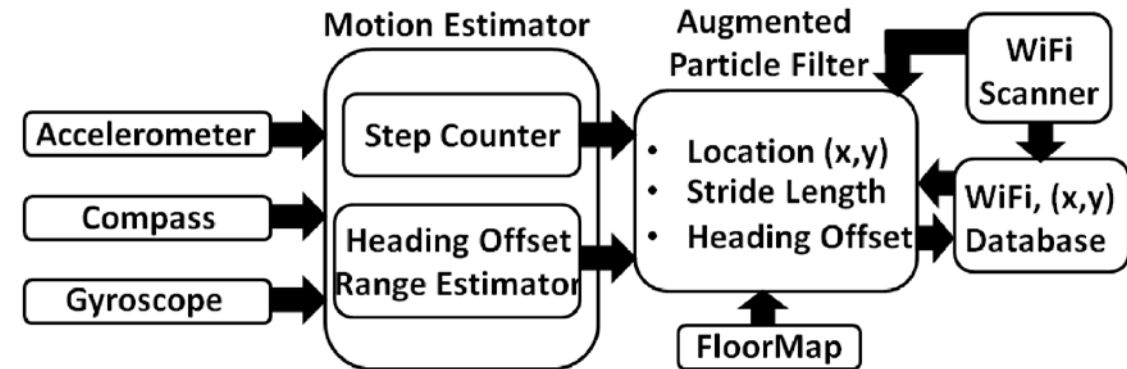 Motion Estimator
Augmented
Particle Filter
WiFi
Scanner
Accelerometer
Compass
Gyroscope
Step Counter
Heading Offset
Range Estimator
• Location (x,y)
• Stride Length
• Heading Offset
WiFi, (x,y)
Database
FloorMap